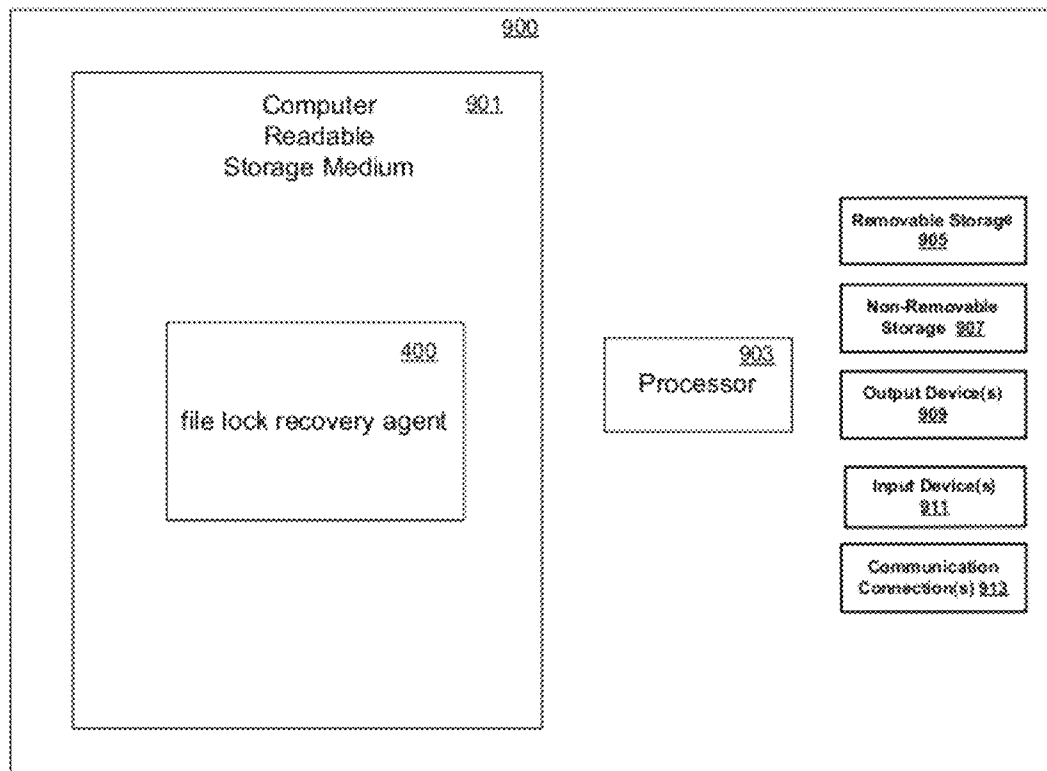 900
Computer 901
Readable
Storage Medium
400
file lock recovery agent
903
Processor
Removable Storage
905
Non-Removable
Storage 907
Output Device(s)
909
Input Device(s)
911
Communication
Connection(s) 913